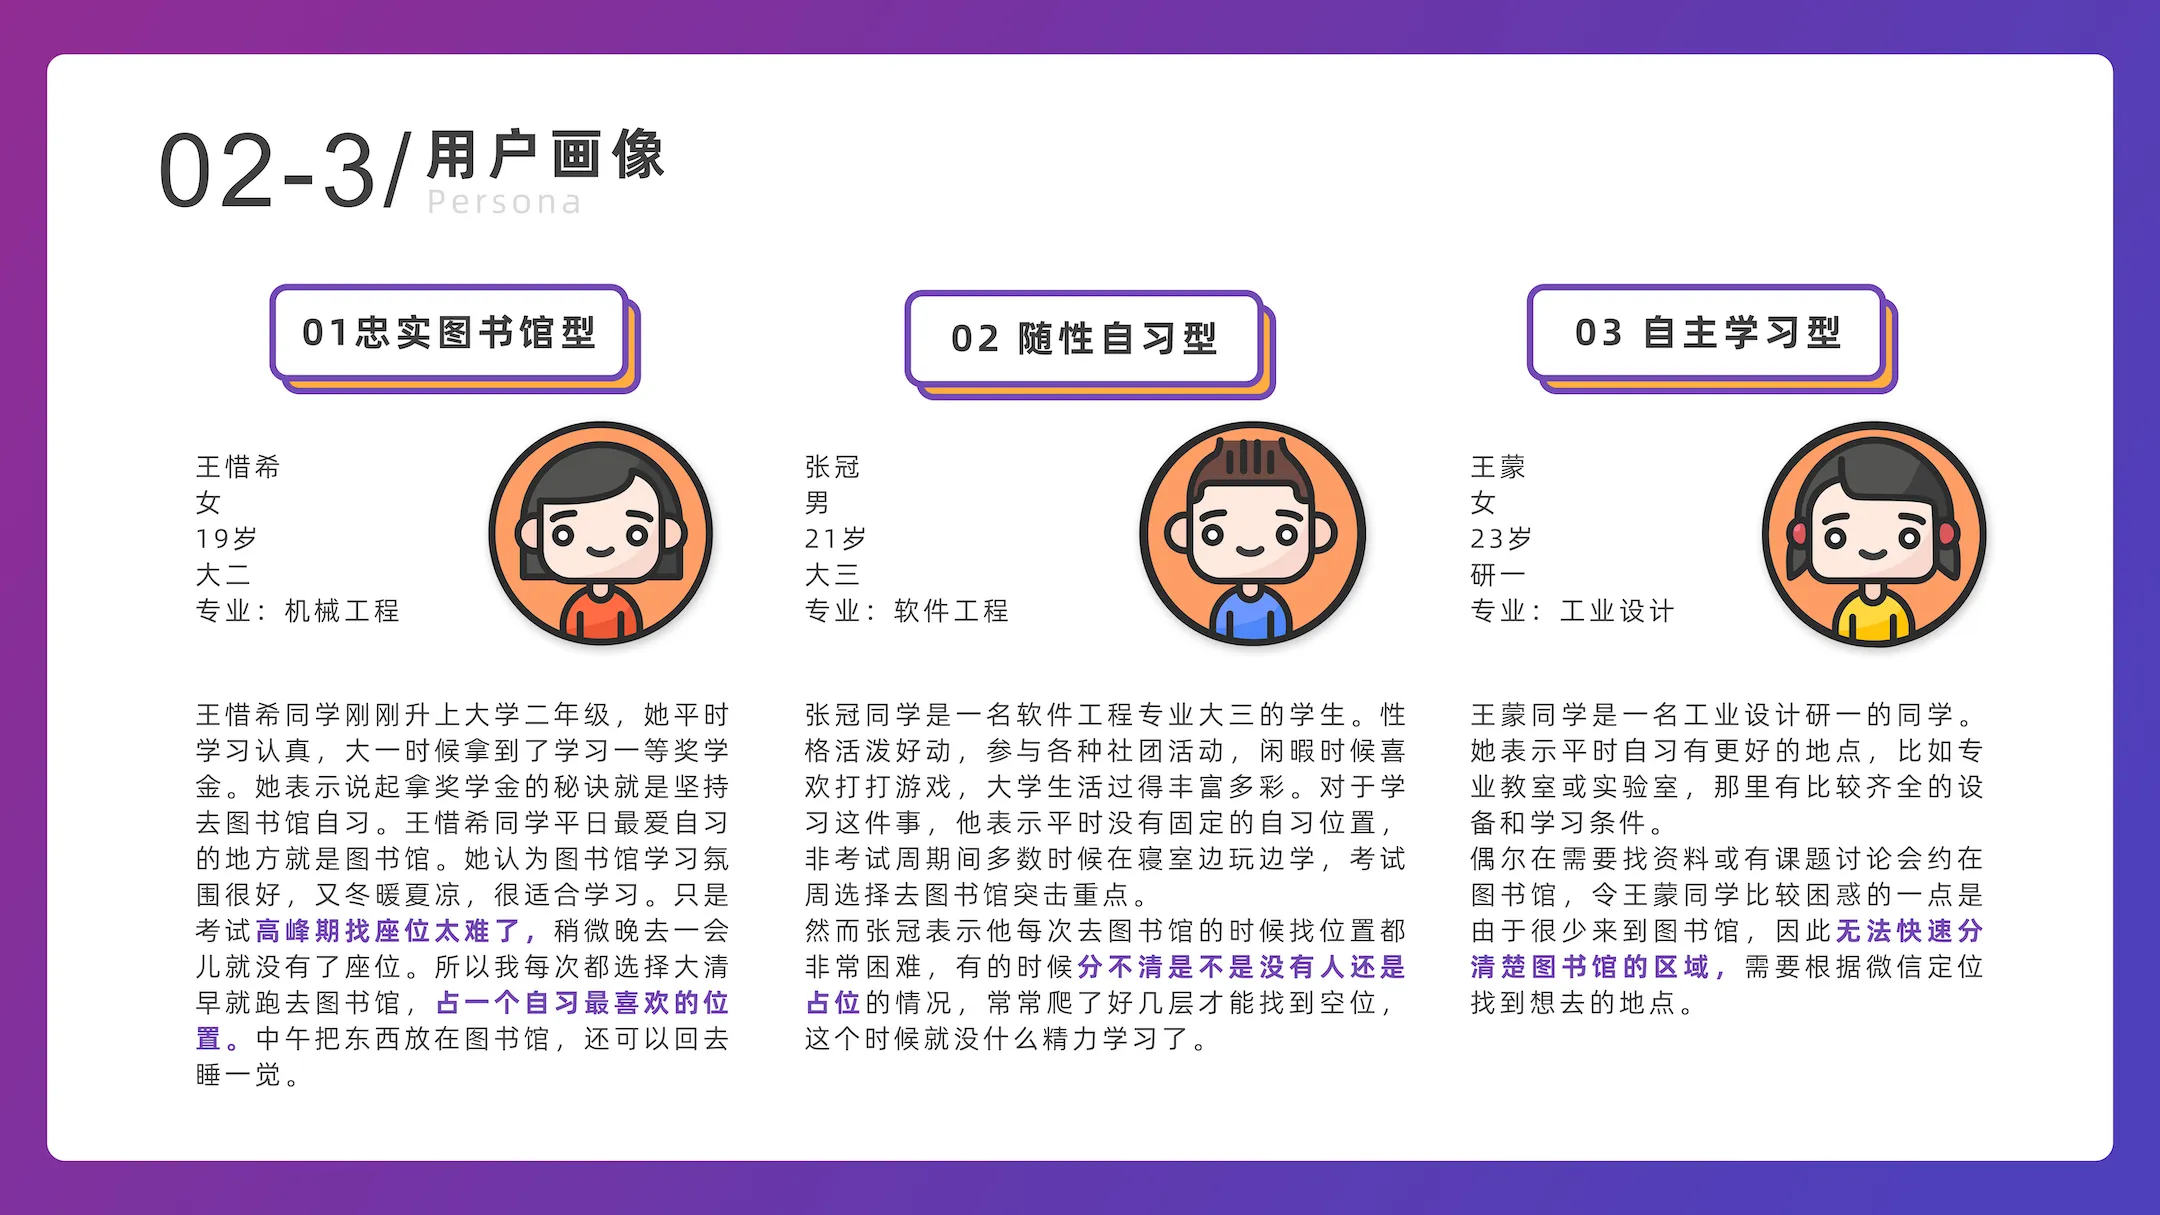 02-3/用户画像
Persona
01忠实图书馆型
王惜希
女
19岁
大二
专业：机械工程
王惜希同学刚刚升上大学二年级，她平时
学习认真，大一时候拿到了学习一等奖学
金。她表示说起拿奖学金的秘诀就是坚持
去图书馆自习。王惜希同学平日最爱自习
的地方就是图书馆。她认为图书馆学习氛
围很好，又冬暖夏凉，很适合学习。只是
考试高峰期找座位太难了，稍微晚去一会
儿就没有了座位。所以我每次都选择大清
早就跑去图书馆，占一个自习最喜欢的位
置。中午把东西放在图书馆，还可以回去
睡一觉。
02 随性自习型
张冠
男
21岁
大三
专业：软件工程
张冠同学是一名软件工程专业大三的学生。性
格活泼好动，参与各种社团活动，闲暇时候喜
欢打打游戏，大学生活过得丰富多彩。对于学
习这件事，他表示平时没有固定的自习位置，
非考试周期间多数时候在寝室边玩边学，考试
周选择去图书馆突击重点。
然而张冠表示他每次去图书馆的时候找位置都
非常困难，有的时候分不清是不是没有人还是
占位的情况，常常爬了好几层才能找到空位，
这个时候就没什么精力学习了。
03 自主学习型
王蒙
女
23岁
研一
专业：工业设计
王蒙同学是一名工业设计研一的同学。
她表示平时自习有更好的地点，比如专
业教室或实验室，那里有比较齐全的设
备和学习条件。
偶尔在需要找资料或有课题讨论会约在
图书馆，令王蒙同学比较困惑的一点是
由于很少来到图书馆，因此无法快速分
清楚图书馆的区域，需要根据微信定位
找到想去的地点。